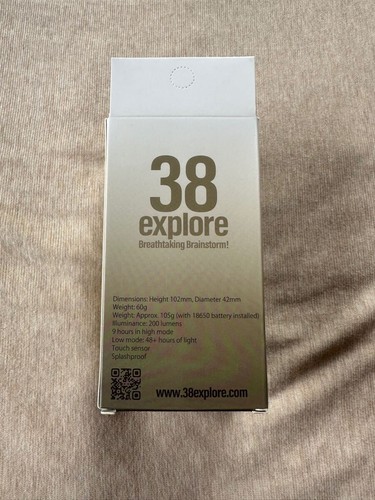 38
explore
Breathtaking Brainstorm!
Dimensions: Height 102mm, Diameter 42mm
Weight: 60g
Weight: Approx. 105g (with 18650 battery installed)
Illuminance: 200 lumens
9 hours in high mode
Low mode: 48+ hours of light
Touch sensor
Splashproof
www.38explore.com